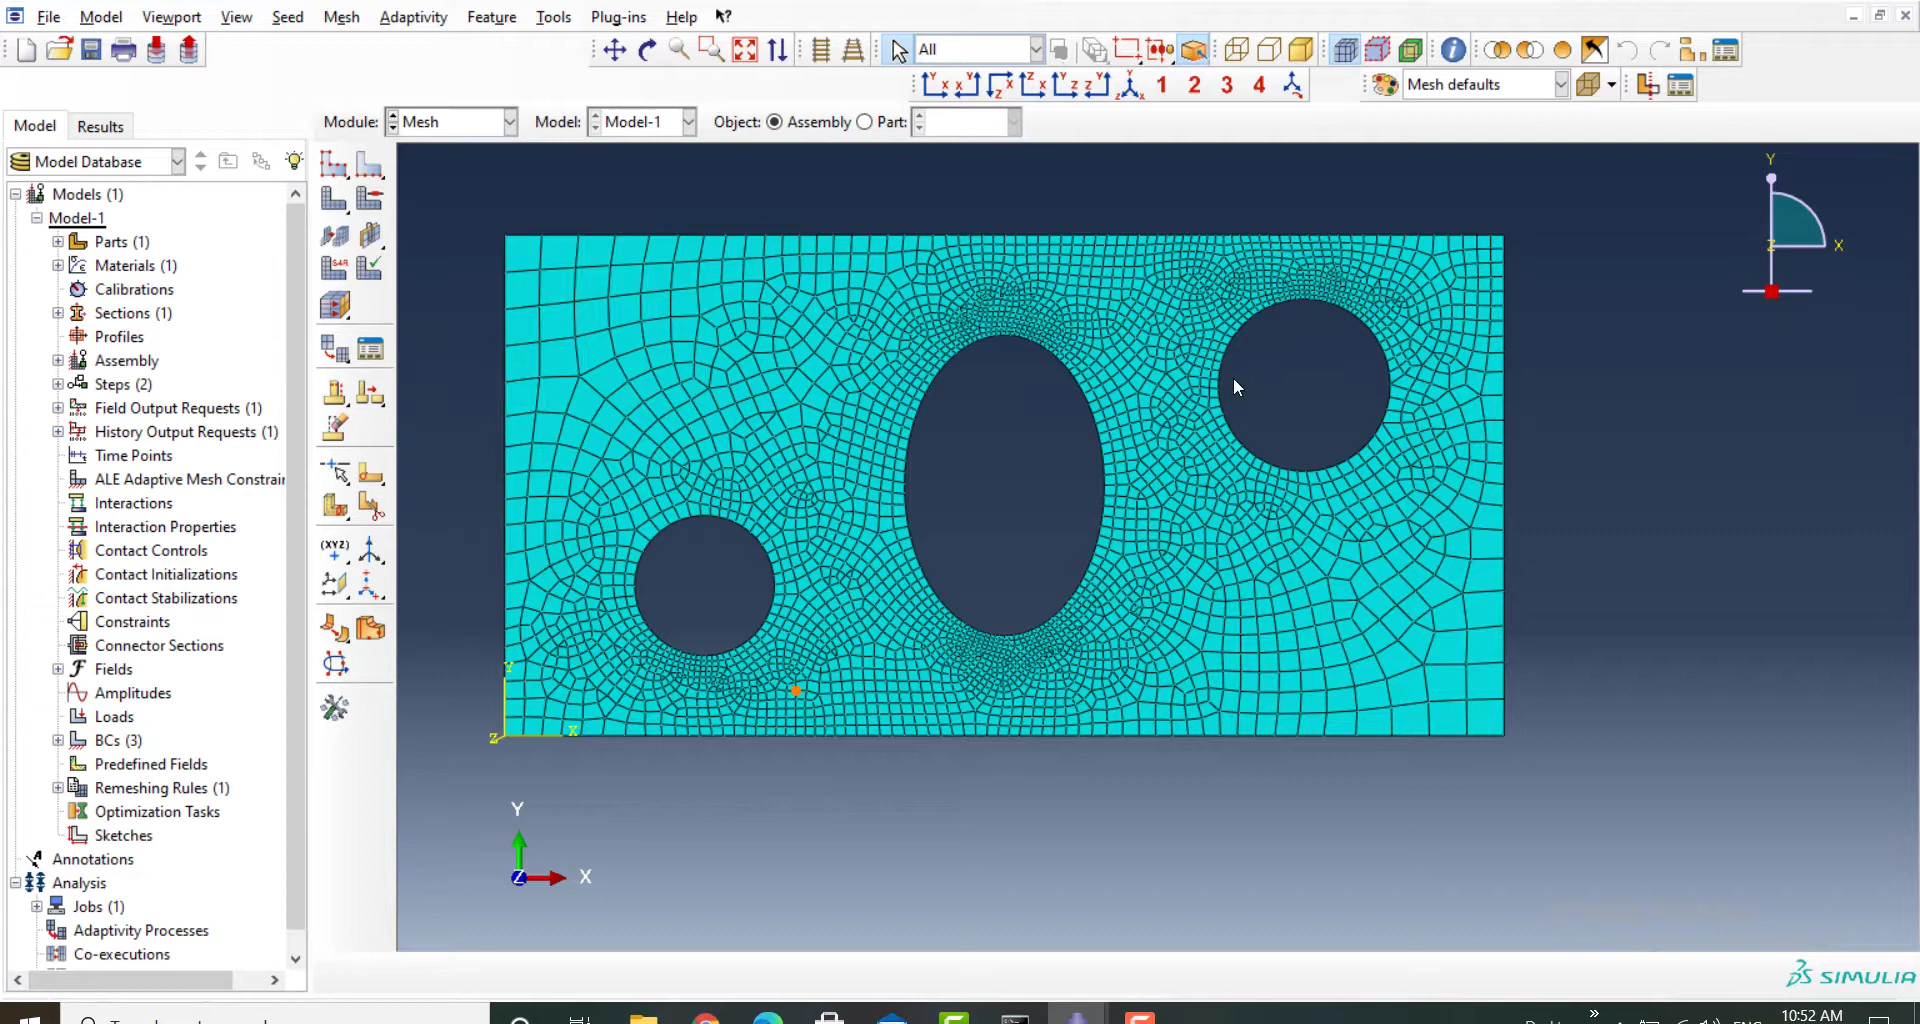 File Model Viewport View Seed Mesh Adaptivity Feature Tools Plug-ins Help
All
1 2 3 4
Mesh defaults
Model Results
Module: Mesh Model: Model-1 Object: Assembly Part:
Model Database
Models (1)
Model-1
Parts (1)
Materials (1)
Calibrations
Sections (1)
Profiles
Assembly
Steps (2)
Field Output Requests (1)
History Output Requests (1)
Time Points
ALE Adaptive Mesh Constrai
Interactions
Interaction Properties
Contact Controls
Contact Initializations
Contact Stabilizations
Constraints
Connector Sections
Fields
Amplitudes
Loads
BCs (3)
Predefined Fields
Remeshing Rules (1)
Optimization Tasks
Sketches
Annotations
Analysis
Jobs (1)
Adaptivity Processes
Co-executions
(XYZ)
Y
Z X
Y
Z X
Y
Z X
SIMULIA
ENG
10:52 AM